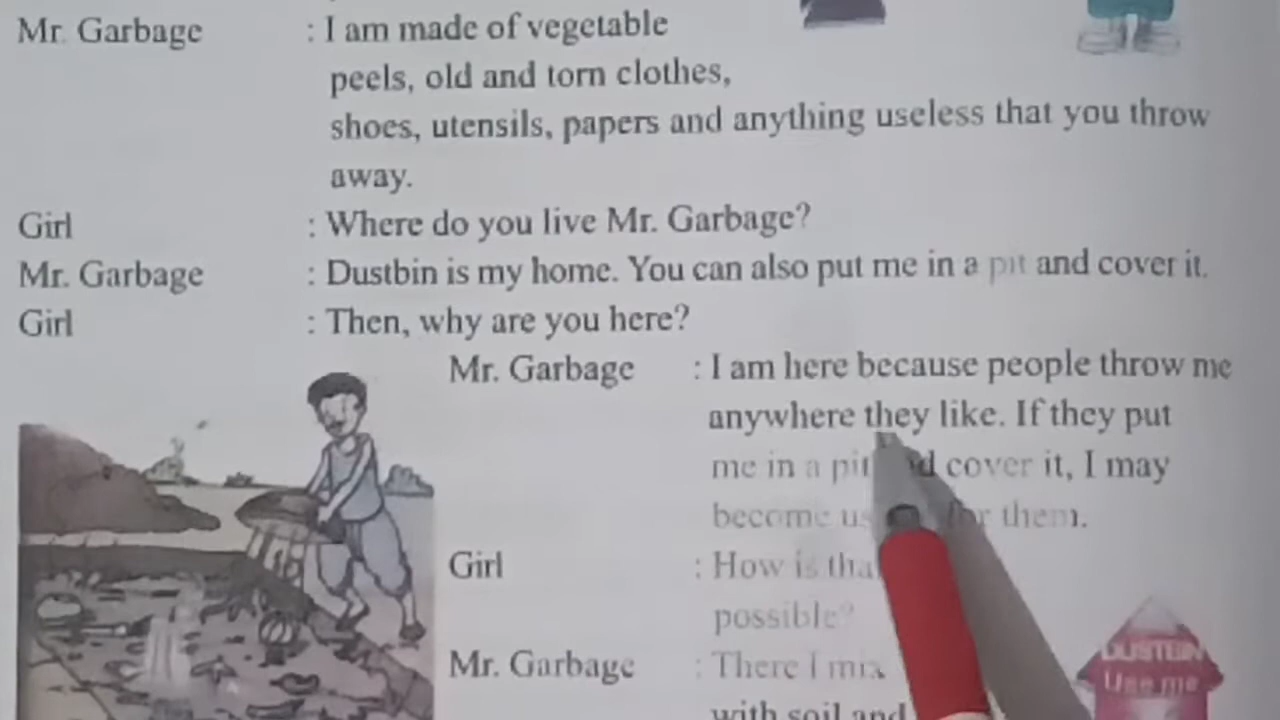 Mr. Garbage : I am made of vegetable
peels, old and torn clothes,
shoes, utensils, papers and anything useless that you throw
away.
Girl : Where do you live Mr. Garbage?
Mr. Garbage : Dustbin is my home. You can also put me in a pit and cover it.
Girl : Then, why are you here?
Mr. Garbage : I am here because people throw me
anywhere they like. If they put
me in a pit cover it, I may
become for them.
Girl : How is
possible?
Mr. Garbage : There I mix
with soil and
DUSTBIN
Use me